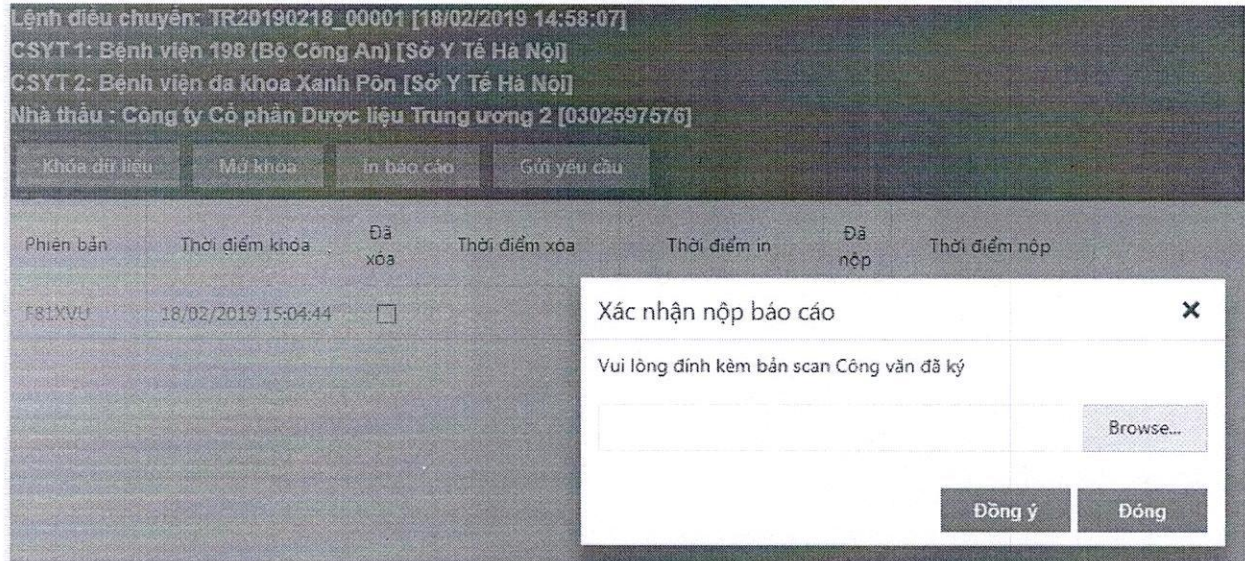 Lệnh điều chuyển: TR20190218_00001 [18/02/2019 14:58:07]
CSYT 1: Bệnh viện 198 (Bộ Công An) [Sở Y Tế Hà Nội]
CSYT 2: Bệnh viện đa khoa Xanh Pôn [Sở Y Tế Hà Nội]
Nhà thầu : Công ty Cổ phần Dược liệu Trung ương 2 [0302597576]
Khóa dữ liệu Mở khóa In báo cáo Gửi yêu cầu
Phiên bản Thời điểm khóa Đã xóa Thời điểm xóa Thời điểm in Đã nộp Thời điểm nộp
F81XVU 18/02/2019 15:04:44
Xác nhận nộp báo cáo
Vui lòng đính kèm bản scan Công văn đã ký
Browse...
Đồng ý Đóng